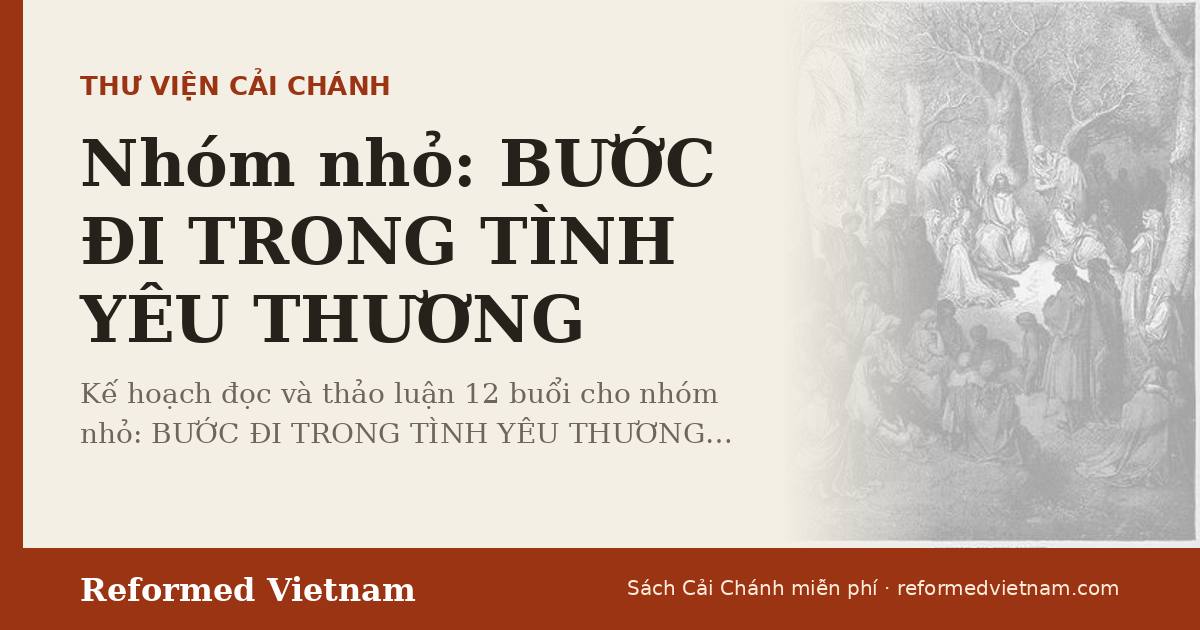 THƯ VIỆN CẢI CHÁNH
Nhóm nhỏ: BƯỚC
ĐI TRONG TÌNH
YÊU THƯƠNG
Kế hoạch đọc và thảo luận 12 buổi cho nhóm
nhỏ: BƯỚC ĐI TRONG TÌNH YÊU THƯƠNG...
Reformed Vietnam
Sách Cải Chánh miễn phí · reformedvietnam.com